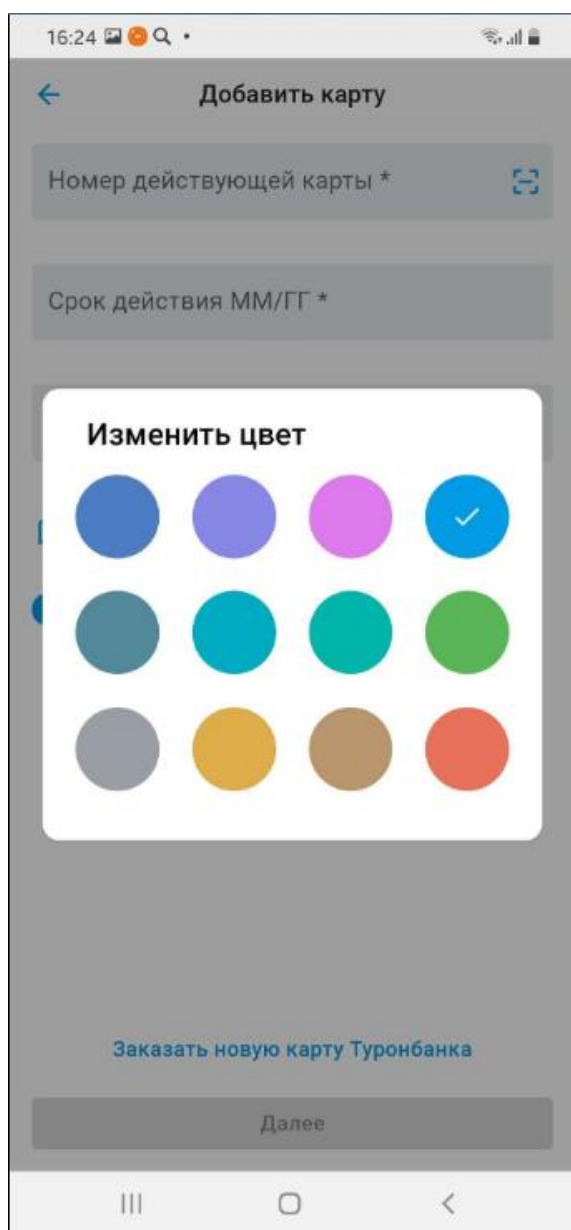 16:24
Добавить карту
Номер действующей карты *
Срок действия ММ/ГГ *
Изменить цвет
Заказать новую карту Туронбанка
Далее